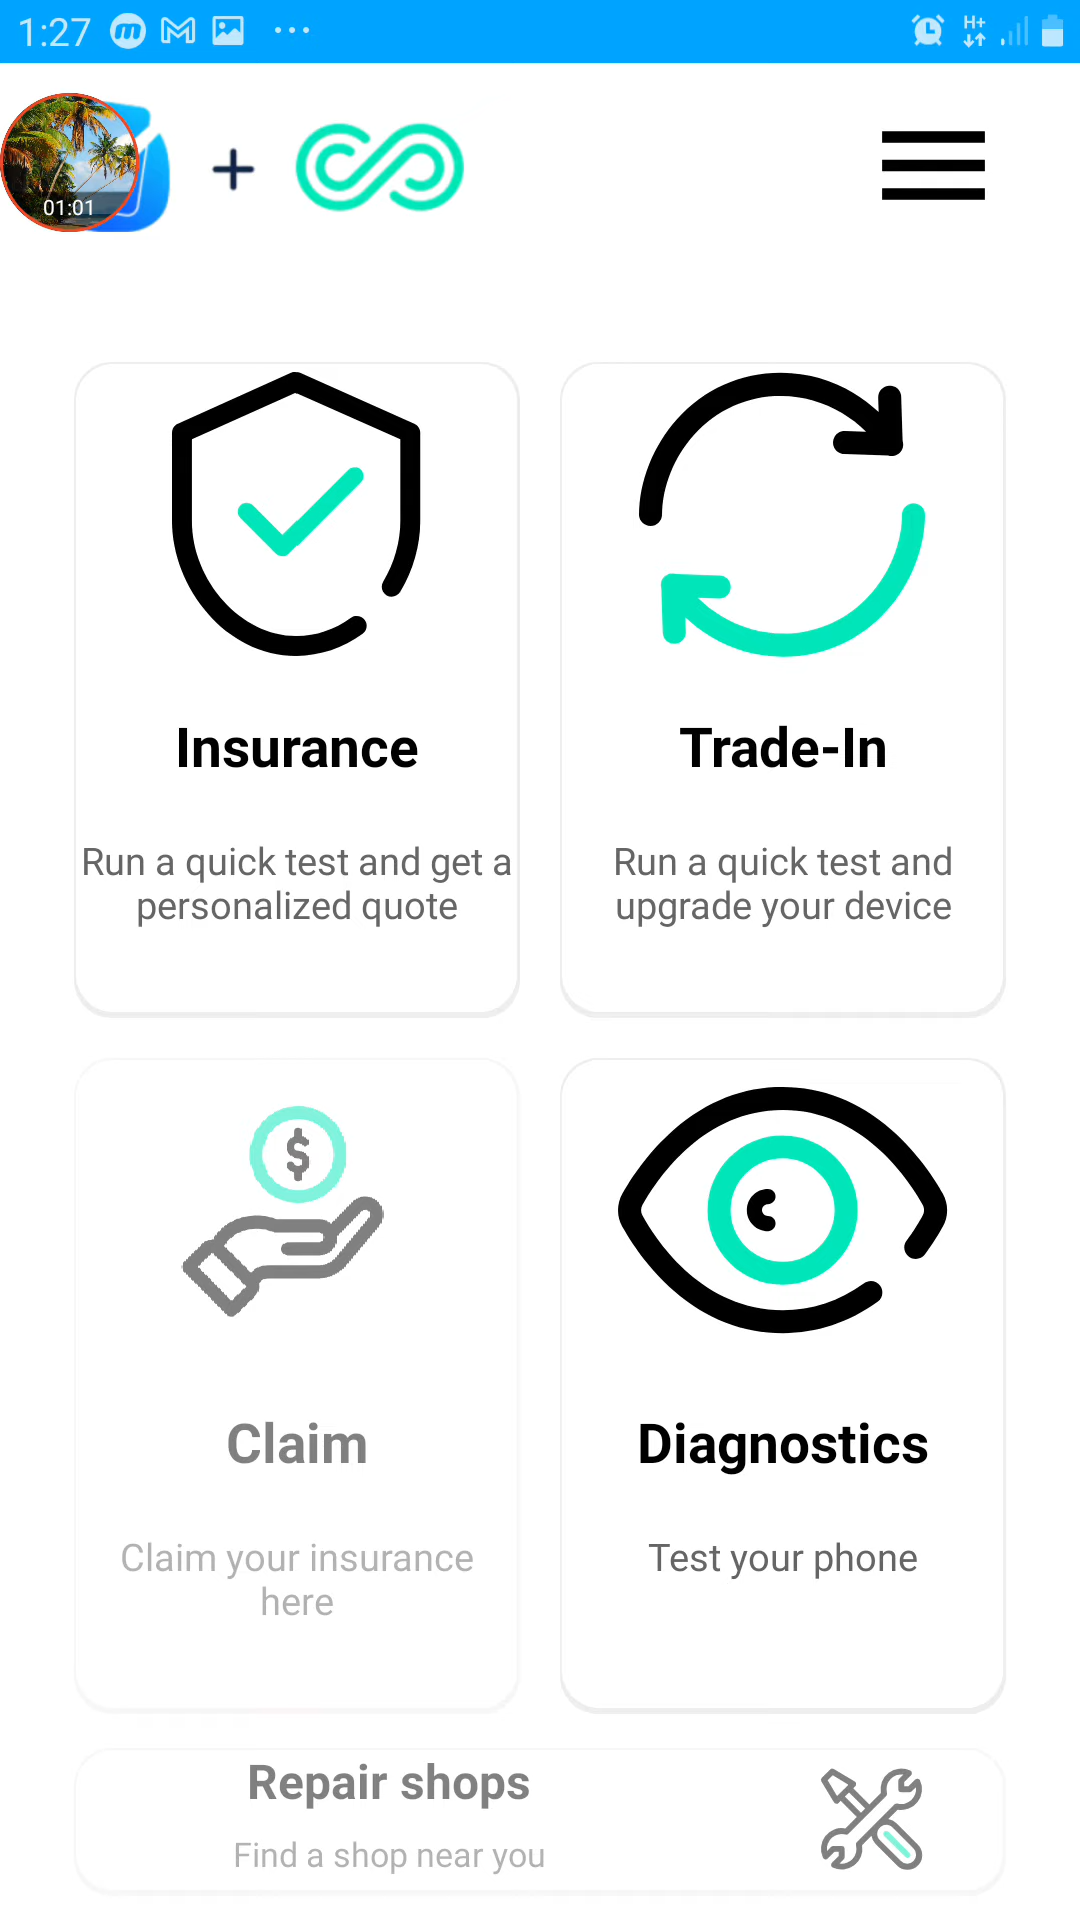 1:27
H+
01:01
Insurance
Run a quick test and get a
personalized quote
Trade-In
Run a quick test and
upgrade your device
$
Claim
Claim your insurance
here
Diagnostics
Test your phone
Repair shops
Find a shop near you